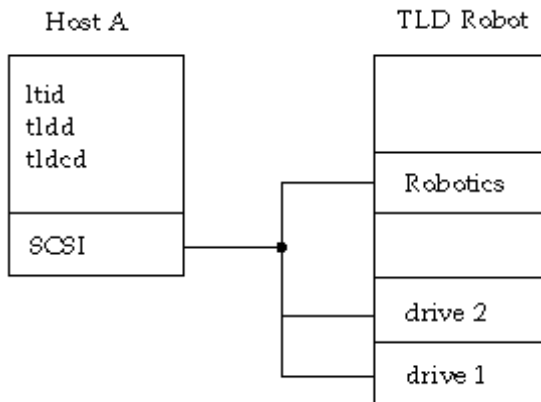 Host A
TLD Robot
ltid
tldd
tldcd
Robotics
SCSI
drive 2
drive 1